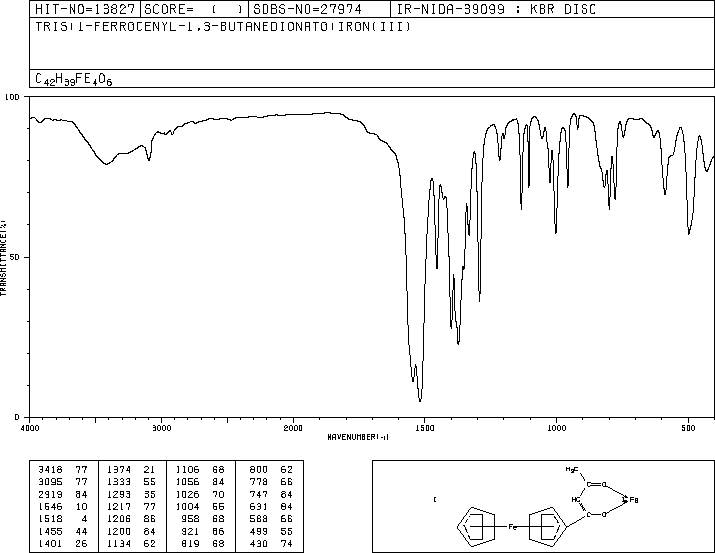 HIT-NO=13827 SCORE= ( ) SDBS-NO=27974 IR-NIDA-39099 : KBR DISC
TRIS(1-FERROCENYL-1,3-BUTANEDIONATO)IRON(III)
C42H39FE4O6
100
50
0
TRANSMITTANCE(%)
4000 3000 2000 1500 1000 500
WAVENUMBER(-1)
3418 77 1374 21 1106 68 800 62
3095 77 1333 55 1056 84 778 66
2919 84 1293 35 1026 70 747 84
1546 10 1217 77 1004 55 631 84
1518 4 1206 86 958 68 588 66
1455 44 1200 84 921 86 499 55
1401 26 1134 62 819 68 430 74
H3C
C O
HC Fe
C O
Fe